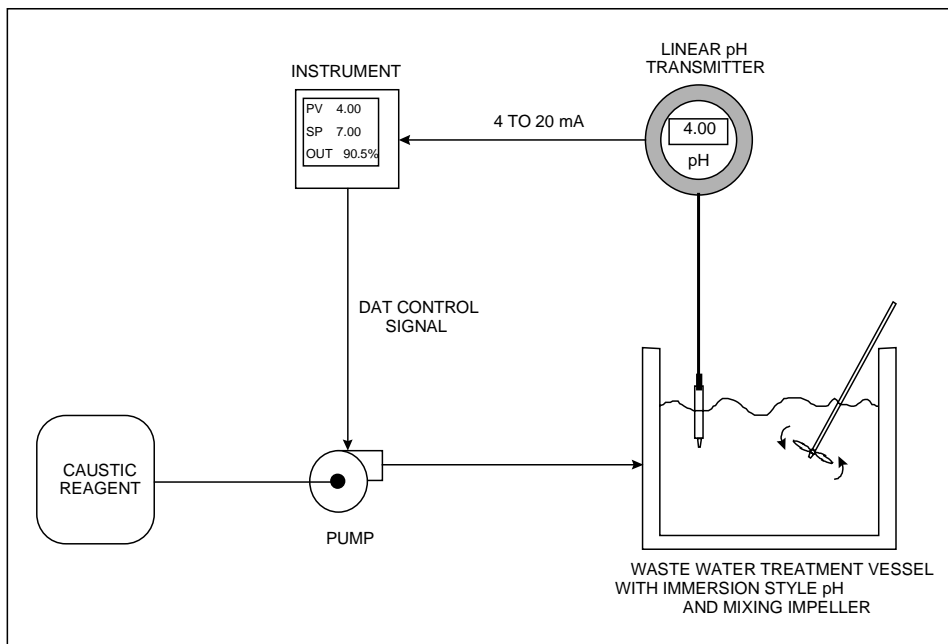 LINEAR pH
TRANSMITTER
INSTRUMENT
PV 4.00
SP 7.00
OUT 90.5%
4 TO 20 mA
4.00
pH
DAT CONTROL
SIGNAL
CAUSTIC
REAGENT
PUMP
WASTE WATER TREATMENT VESSEL
WITH IMMERSION STYLE pH
AND MIXING IMPELLER